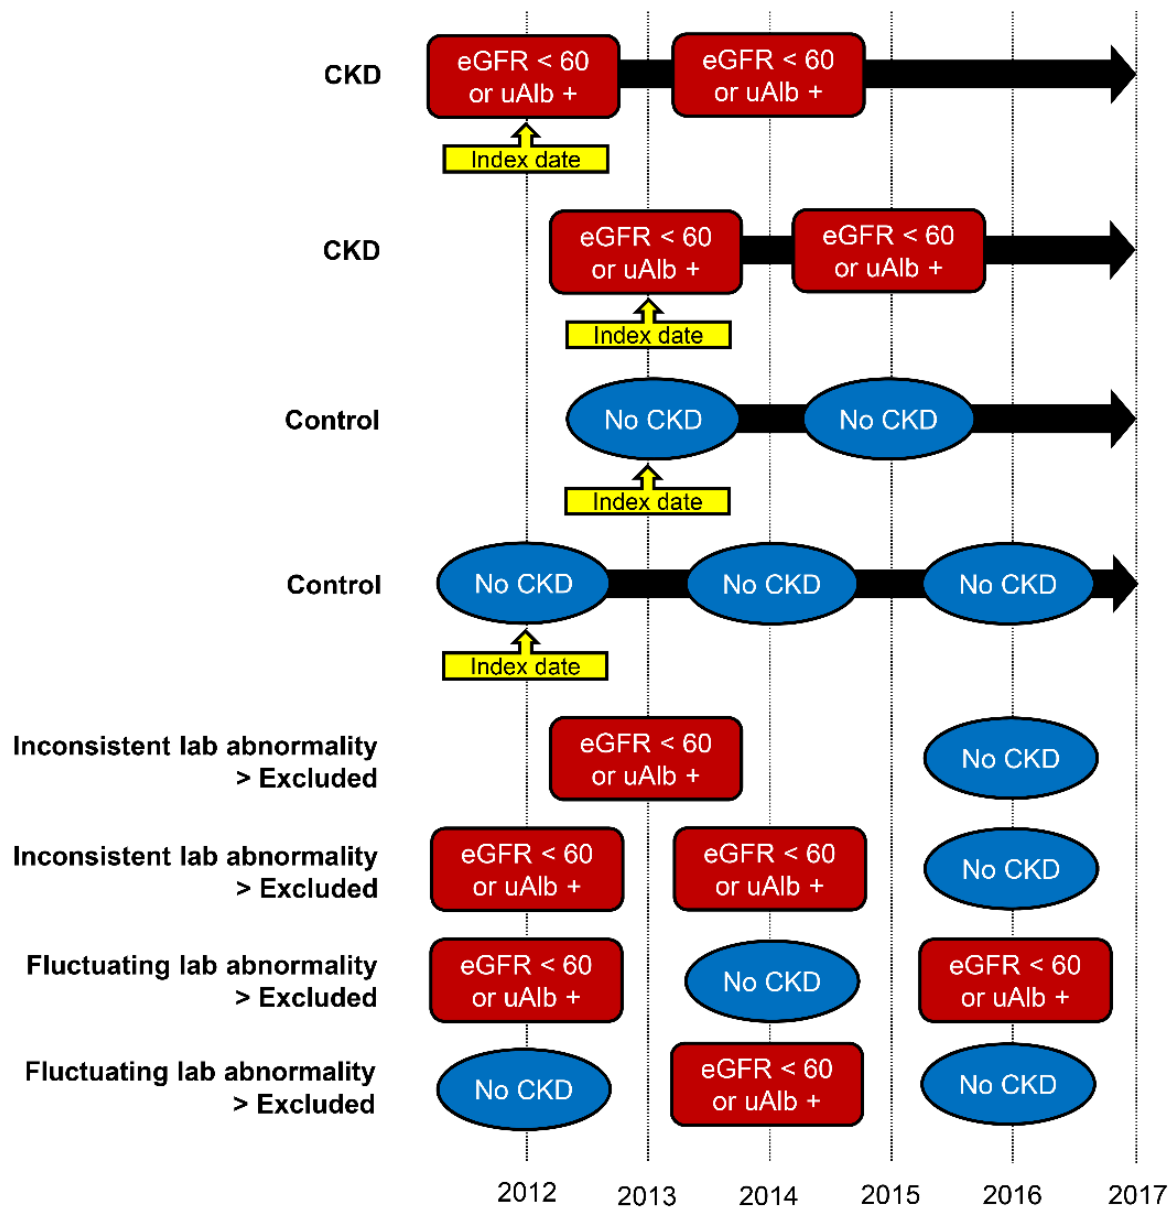 CKD
eGFR < 60
or uAlb +
eGFR < 60
or uAlb +
Index date
CKD
eGFR < 60
or uAlb +
eGFR < 60
or uAlb +
Index date
Control
No CKD
No CKD
Index date
Control
No CKD
No CKD
No CKD
Index date
Inconsistent lab abnormality
> Excluded
eGFR < 60
or uAlb +
No CKD
Inconsistent lab abnormality
> Excluded
eGFR < 60
or uAlb +
eGFR < 60
or uAlb +
No CKD
Fluctuating lab abnormality
> Excluded
eGFR < 60
or uAlb +
No CKD
eGFR < 60
or uAlb +
Fluctuating lab abnormality
> Excluded
No CKD
eGFR < 60
or uAlb +
No CKD
2012 2013 2014 2015 2016 2017